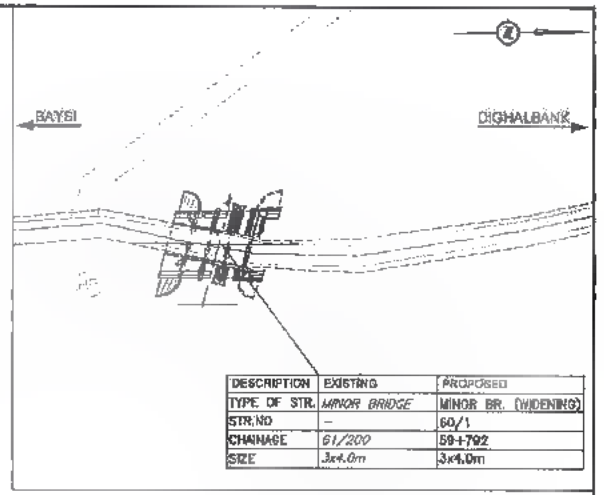 BAYSI
DIGHALBANK
DESCRIPTION EXISTING PROPOSED
TYPE OF STR. MINOR BRIDGE MINOR BR. (WIDENING)
STR.NO - 60/1
CHAINAGE 61/200 59+792
SIZE 3x4.0m 3x4.0m